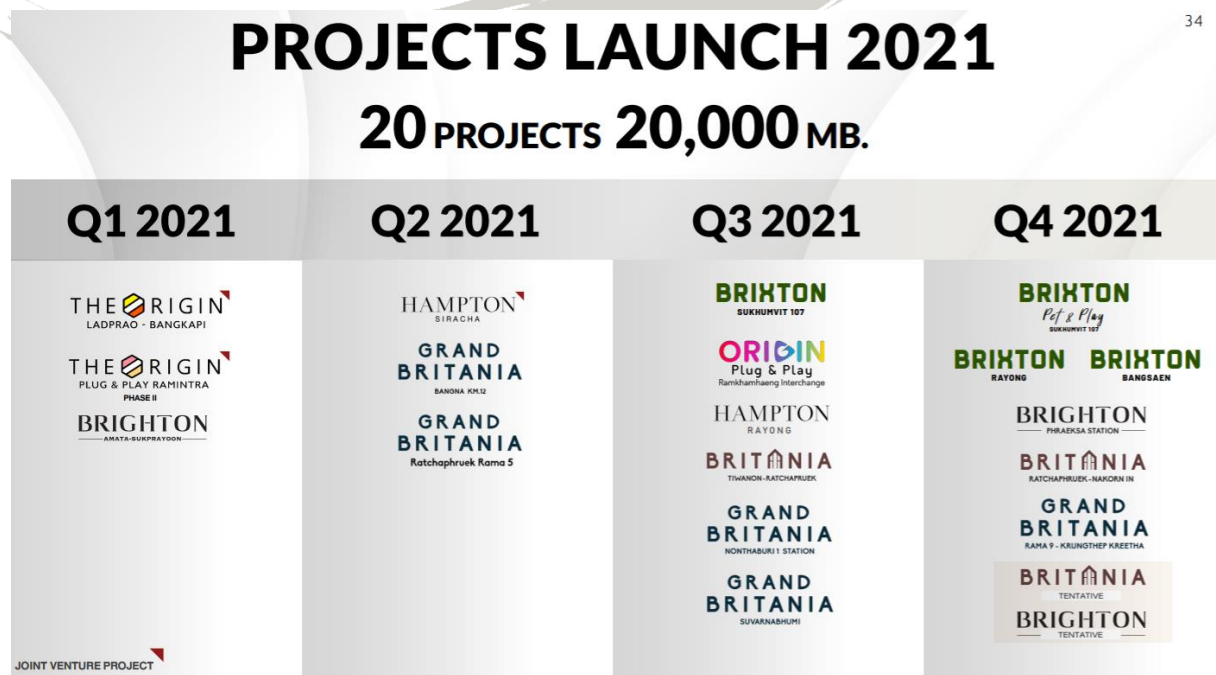 34
PROJECTS LAUNCH 2021
20 PROJECTS 20,000 MB.
Q1 2021
THE ORIGIN
LADPRAO - BANGKAPI
THE ORIGIN
PLUG & PLAY RAMINTRA
PHASE II
BRIGHTON
AMATA-SUKPRAYOON
Q2 2021
HAMPTON
SIRACHA
GRAND
BRITANIA
BANGNA KM.12
GRAND
BRITANIA
Ratchaphruek Rama 5
Q3 2021
BRIXTON
SUKHUMVIT 107
ORIGIN
Plug & Play
Ramkhamhaeng Interchange
HAMPTON
RAYONG
BRITANIA
TIWANON-RATCHAPRUEK
GRAND
BRITANIA
NONTHABURI 1 STATION
GRAND
BRITANIA
SUVARNABHUMI
Q4 2021
BRIXTON
Pet & Play
SUKHUMVIT 107
BRIXTON BRIXTON
RAYONG BANGSAEN
BRIGHTON
PHRAEKSA STATION
BRITANIA
RATCHAPHRUEK-NAKORN IN
GRAND
BRITANIA
RAMA 9 - KRUNGTHEP KREETHA
BRITANIA
TENTATIVE
BRIGHTON
TENTATIVE
JOINT VENTURE PROJECT